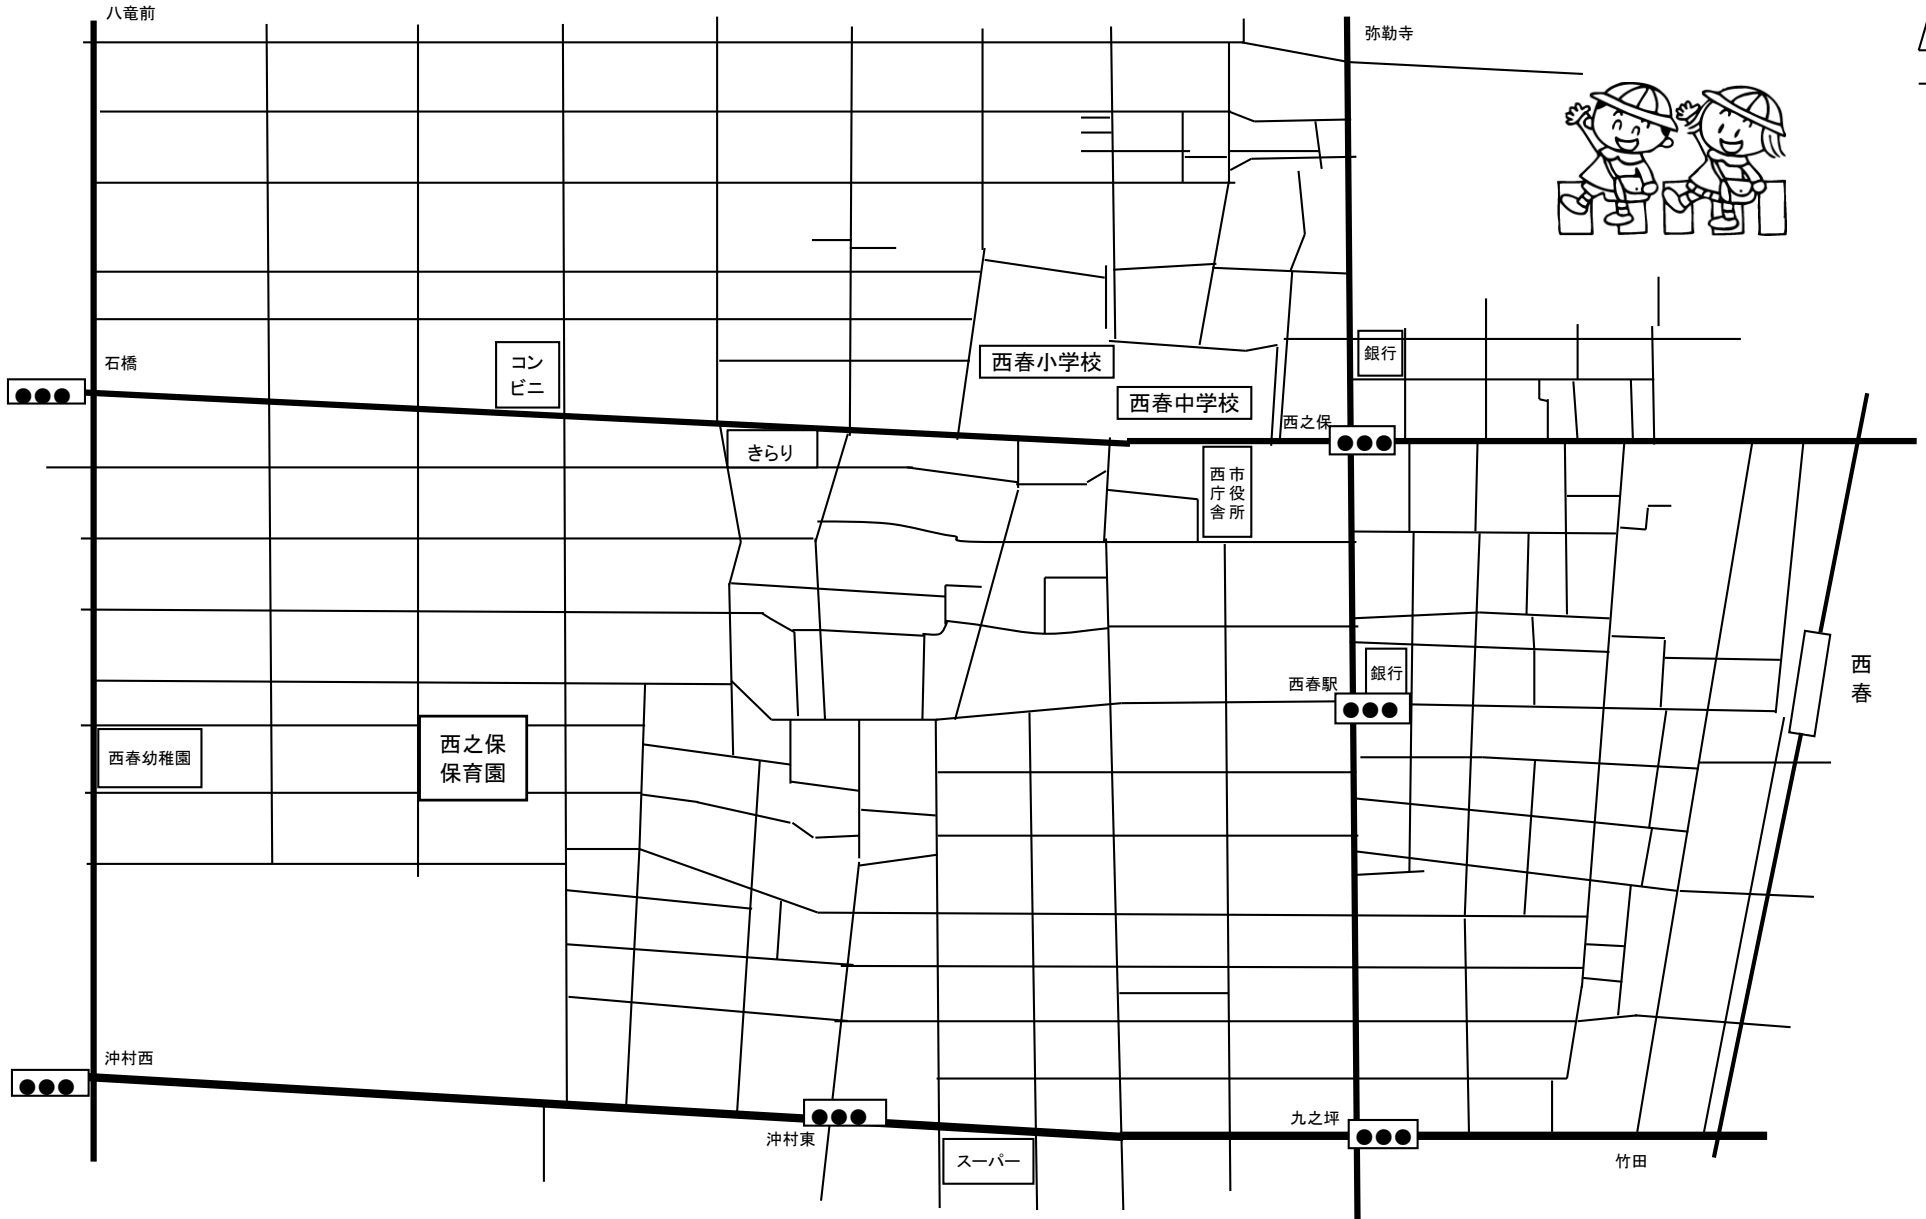 八竜前
弥勒寺
石橋
コン
ビニ
西春小学校
銀行
西春中学校
西之保
きらり
市役所
西庁舎
西春駅
銀行
西春
西春幼稚園
西之保
保育園
沖村西
沖村東
九之坪
スーパー
竹田